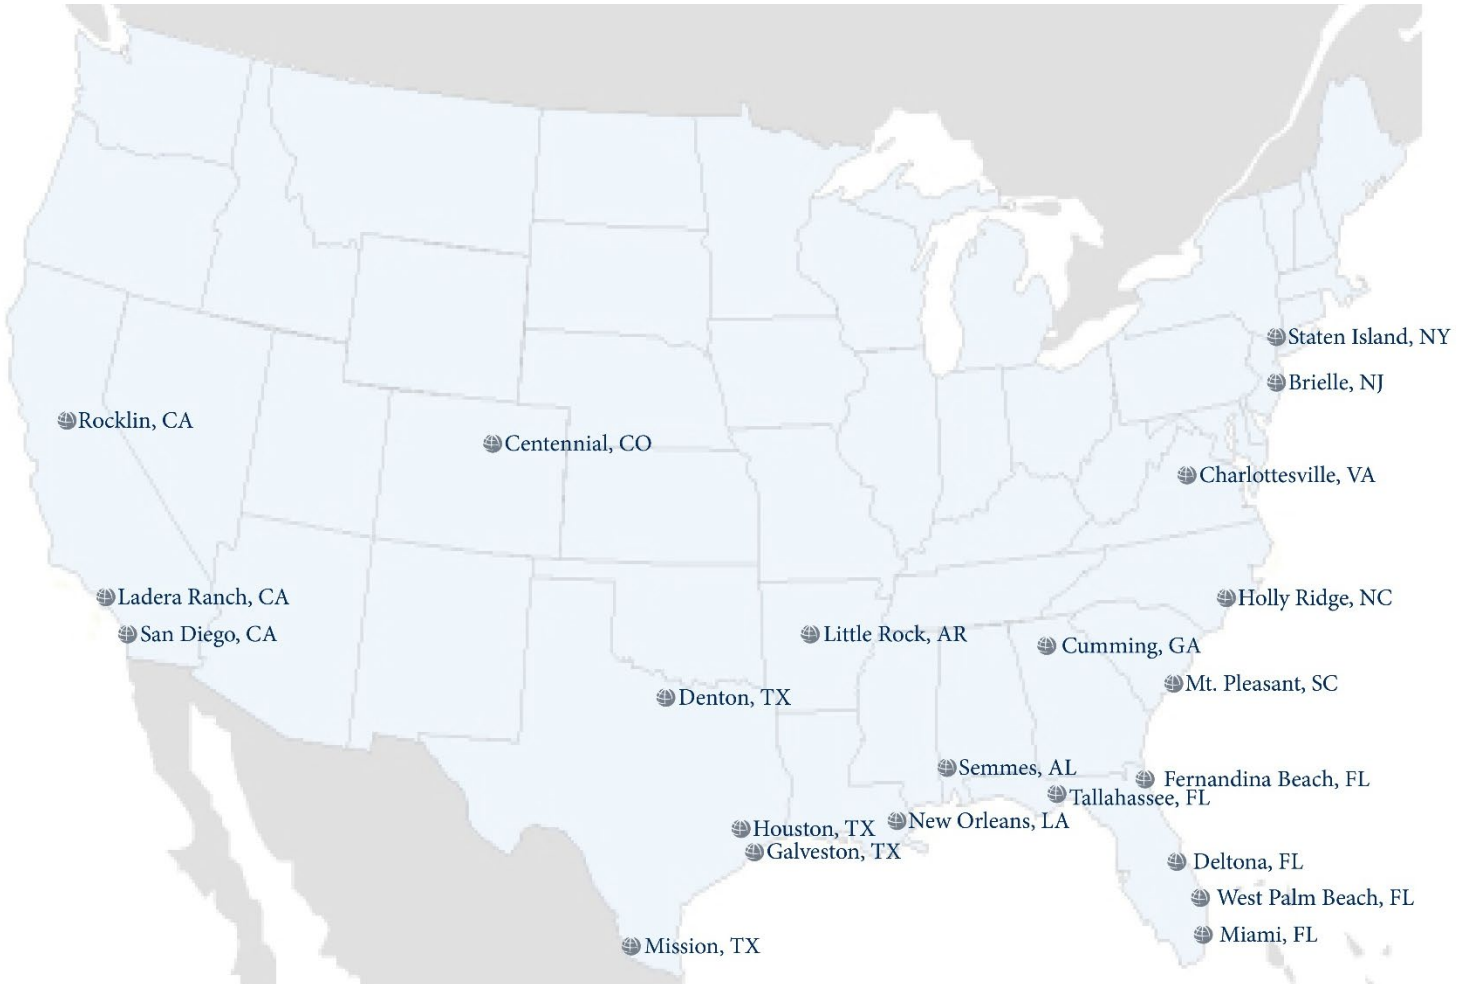 Staten Island, NY
Brielle, NJ
Rocklin, CA
Centennial, CO
Charlottesville, VA
Ladera Ranch, CA
Holly Ridge, NC
San Diego, CA
Little Rock, AR
Cumming, GA
Mt. Pleasant, SC
Denton, TX
Semmes, AL
Fernandina Beach, FL
Tallahassee, FL
New Orleans, LA
Houston, TX
Galveston, TX
Deltona, FL
West Palm Beach, FL
Miami, FL
Mission, TX